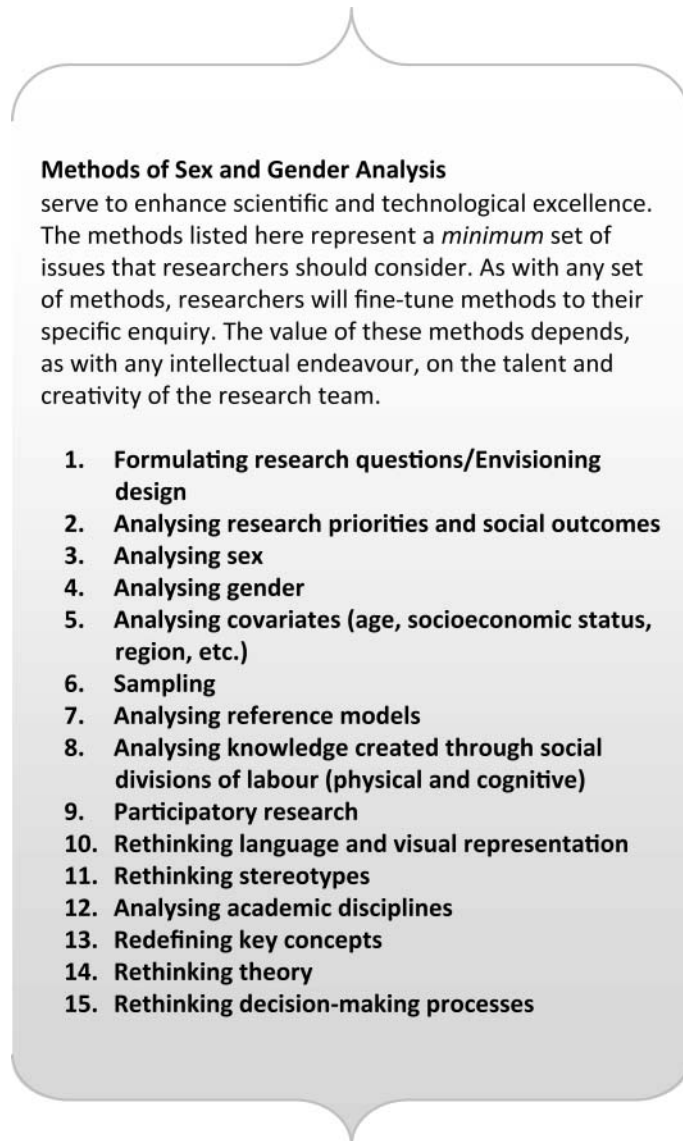 Methods of Sex and Gender Analysis
serve to enhance scientific and technological excellence.
The methods listed here represent a minimum set of
issues that researchers should consider. As with any set
of methods, researchers will fine-tune methods to their
specific enquiry. The value of these methods depends,
as with any intellectual endeavour, on the talent and
creativity of the research team.
1. Formulating research questions/Envisioning
design
2. Analysing research priorities and social outcomes
3. Analysing sex
4. Analysing gender
5. Analysing covariates (age, socioeconomic status,
region, etc.)
6. Sampling
7. Analysing reference models
8. Analysing knowledge created through social
divisions of labour (physical and cognitive)
9. Participatory research
10. Rethinking language and visual representation
11. Rethinking stereotypes
12. Analysing academic disciplines
13. Redefining key concepts
14. Rethinking theory
15. Rethinking decision-making processes